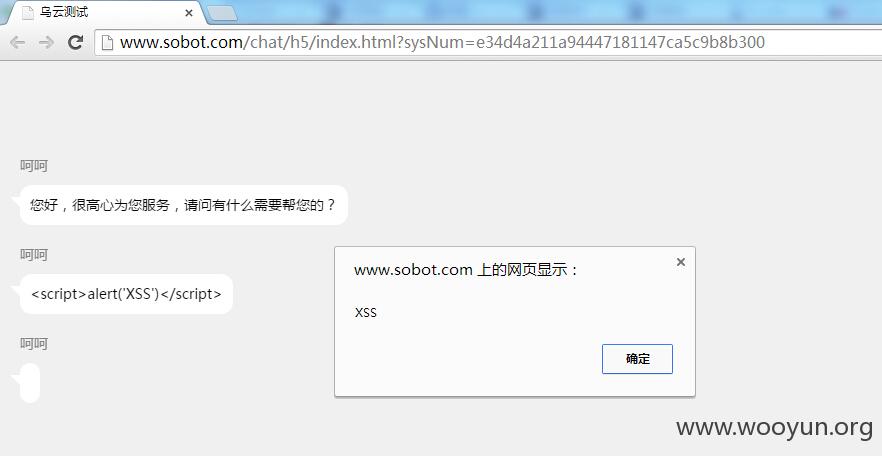 乌云测试
www.sobot.com/chat/h5/index.html?sysNum=e34d4a211a94447181147ca5c9b8b300
呵呵
您好，很高心为您服务，请问有什么需要帮您的？
呵呵
<script>alert('XSS')</script>
呵呵
www.sobot.com 上的网页显示：
XSS
确定
www.wooyun.org